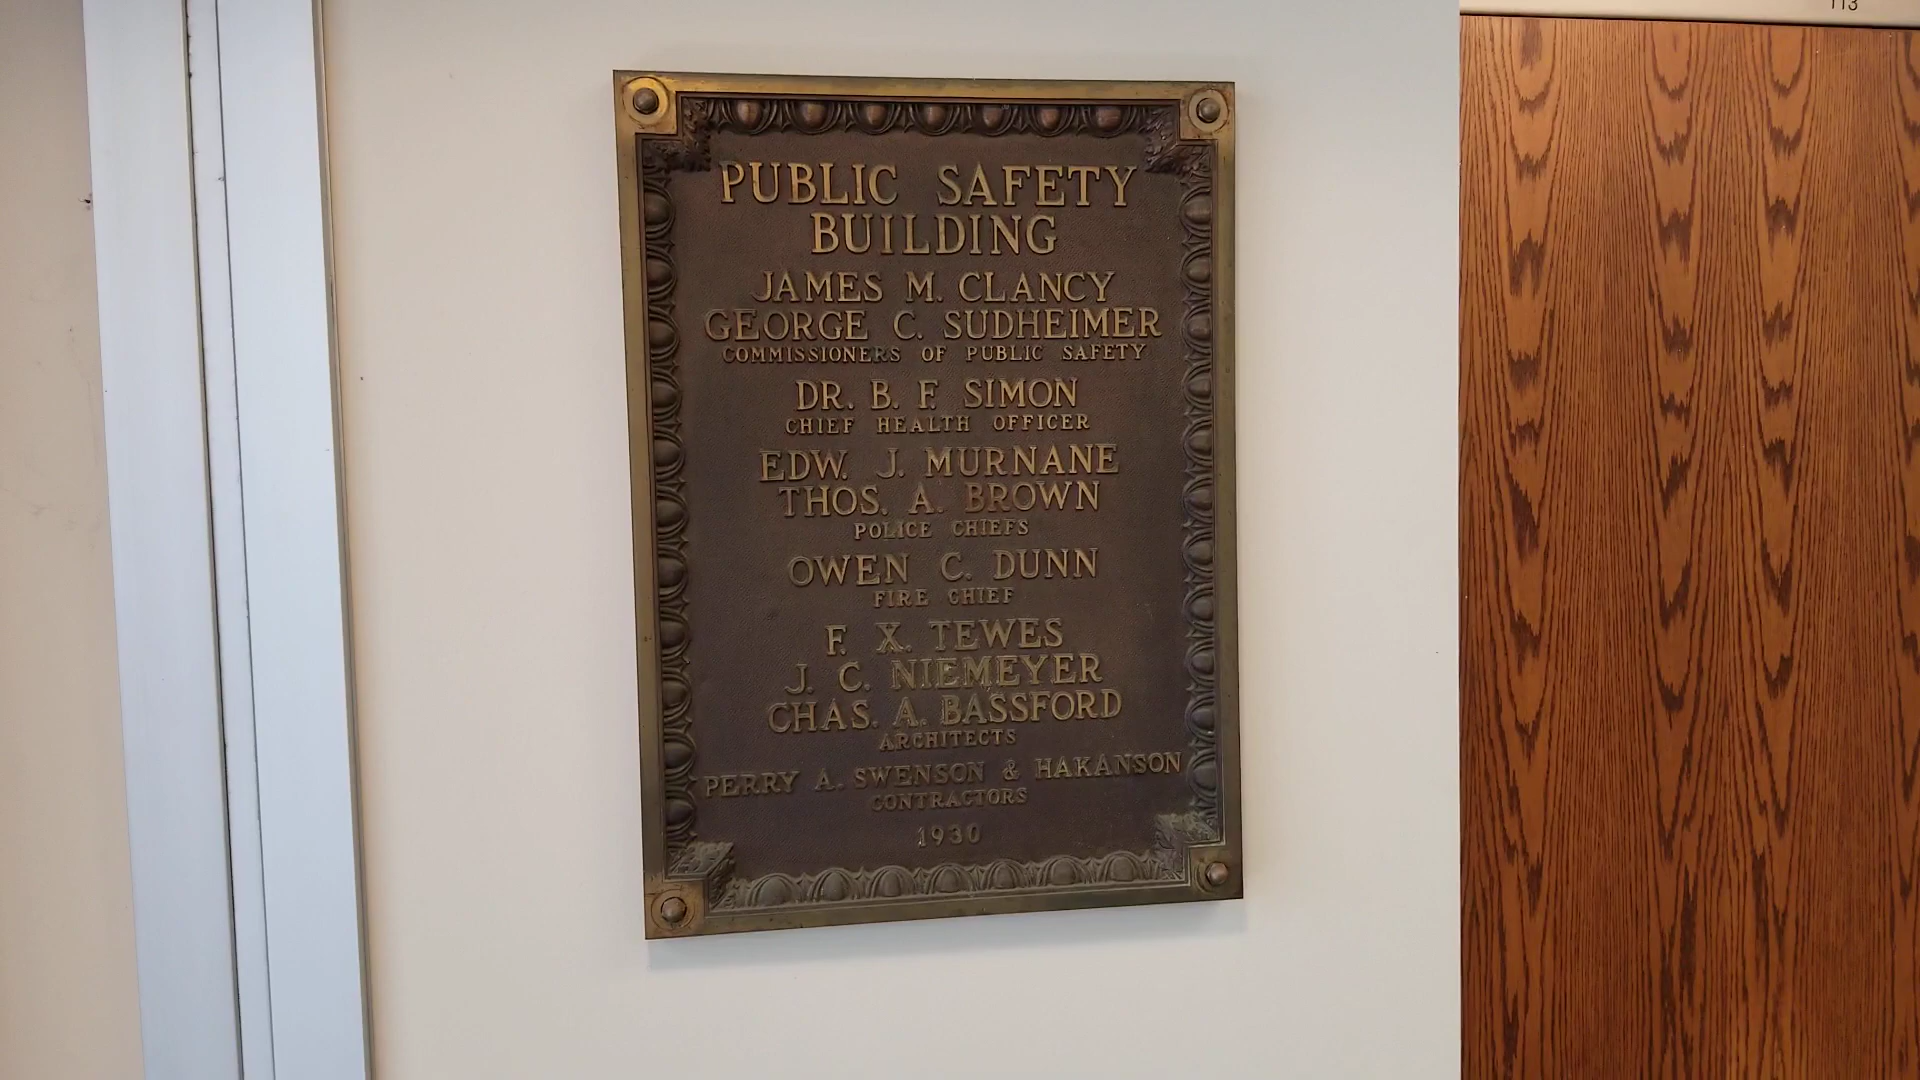 113
PUBLIC SAFETY
BUILDING
JAMES M. CLANCY
GEORGE C. SUDHEIMER
COMMISSIONERS OF PUBLIC SAFETY
DR. B. F. SIMON
CHIEF HEALTH OFFICER
EDW. J. MURNANE
THOS. A. BROWN
POLICE CHIEFS
OWEN C. DUNN
FIRE CHIEF
F. X. TEWES
J. C. NIEMEYER
CHAS. A. BASSFORD
ARCHITECTS
PERRY A. SWENSON & HAKANSON
CONTRACTORS
1930